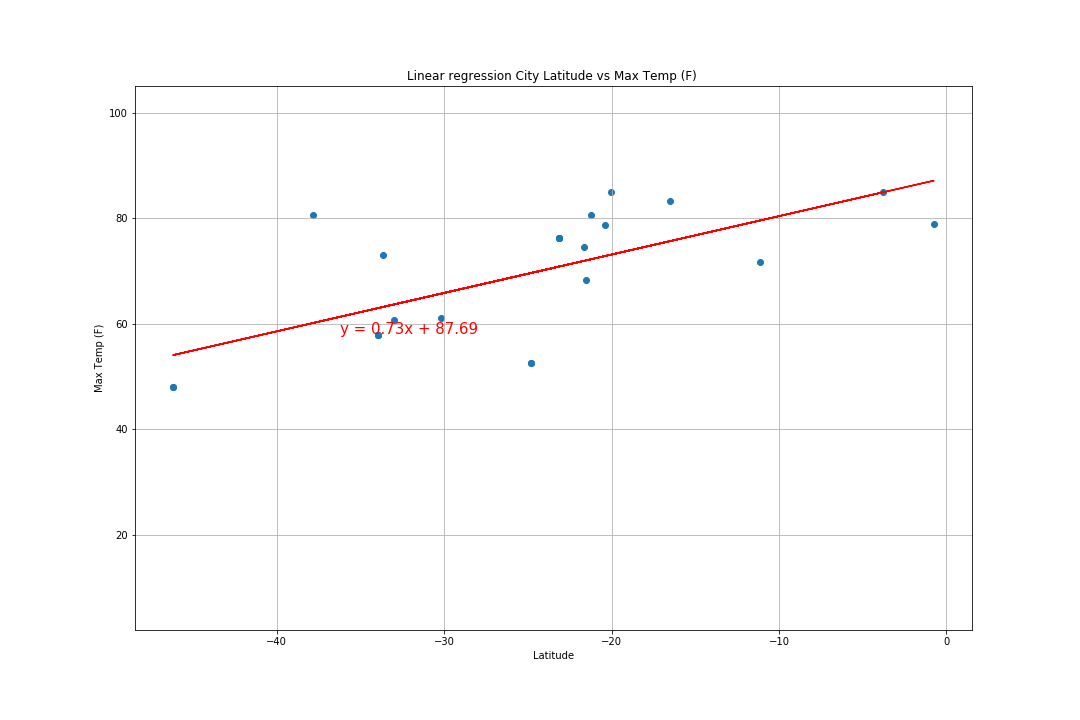 Linear regression City Latitude vs Max Temp (F)
100
80
60
40
20
Max Temp (F)
y = 0.73x + 87.69
−40 −30 −20 −10 0
Latitude